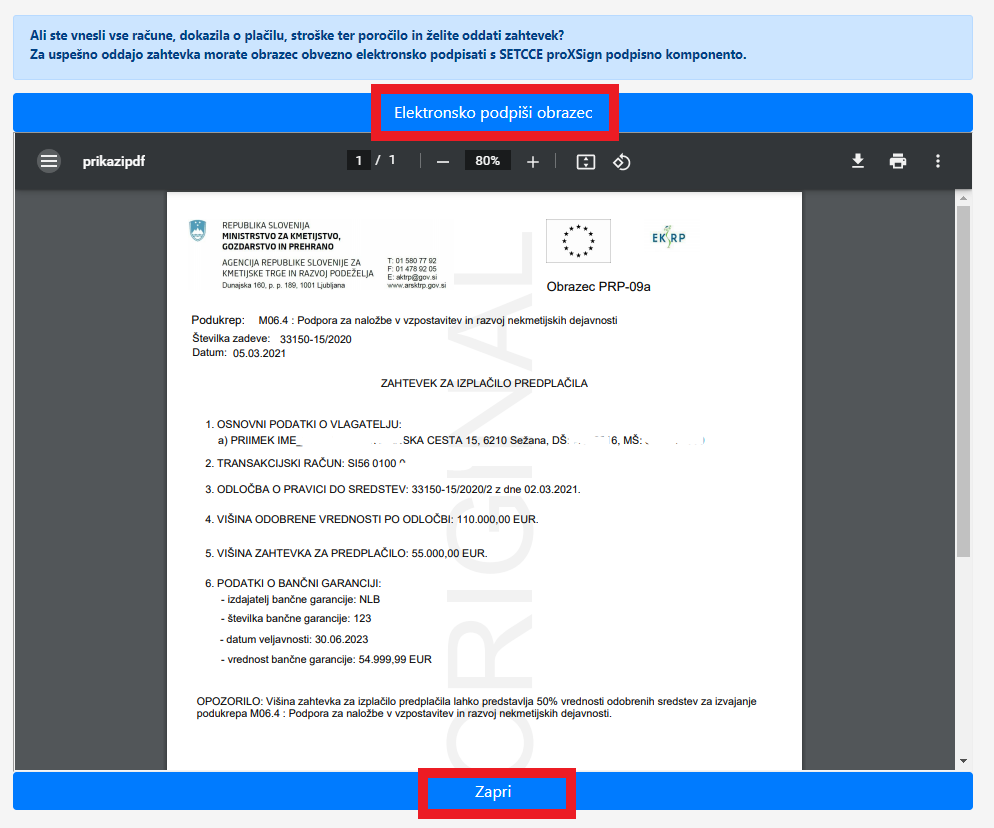 Ali ste vnesli vse račune, dokazila o plačilu, stroške ter poročilo in želite oddati zahtevek?
Za uspešno oddajo zahtevka morate obrazec obvezno elektronsko podpisati s SETCCE proXSign podpisno komponento.
Elektronsko podpiši obrazec
prikazipdf
1 / 1
80%
REPUBLIKA SLOVENIJA
MINISTRSTVO ZA KMETIJSTVO,
GOZDARSTVO IN PREHRANO
AGENCIJA REPUBLIKE SLOVENIJE ZA
KMETIJSKE TRGE IN RAZVOJ PODEŽELJA
Dunajska 160, p. p. 189, 1001 Ljubljana
T: 01 580 77 92
F: 01 478 92 05
E: aktrp@gov.si
www.arsktrp.gov.si
EKSRP
Obrazec PRP-09a
Podukrep: M06.4 : Podpora za naložbe v vzpostavitev in razvoj nekmetijskih dejavnosti
Številka zadeve: 33150-15/2020
Datum: 05.03.2021
ZAHTEVEK ZA IZPLAČILO PREDPLAČILA
1. OSNOVNI PODATKI O VLAGATELJU:
a) PRIIMEK IME_ SKA CESTA 15, 6210 Sežana, DŠ: 6, MŠ:
2. TRANSAKCIJSKI RAČUN: SI56 0100
3. ODLOČBA O PRAVICI DO SREDSTEV: 33150-15/2020/2 z dne 02.03.2021.
4. VIŠINA ODOBRENE VREDNOSTI PO ODLOČBI: 110.000,00 EUR.
5. VIŠINA ZAHTEVKA ZA PREDPLAČILO: 55.000,00 EUR.
6. PODATKI O BANČNI GARANCIJI:
- izdajatelj bančne garancije: NLB
- številka bančne garancije: 123
- datum veljavnosti: 30.06.2023
- vrednost bančne garancije: 54.999,99 EUR
OPOZORILO: Višina zahtevka za izplačilo predplačila lahko predstavlja 50% vrednosti odobrenih sredstev za izvajanje
podukrepa M06.4 : Podpora za naložbe v vzpostavitev in razvoj nekmetijskih dejavnosti.
ORIGINAL
Zapri